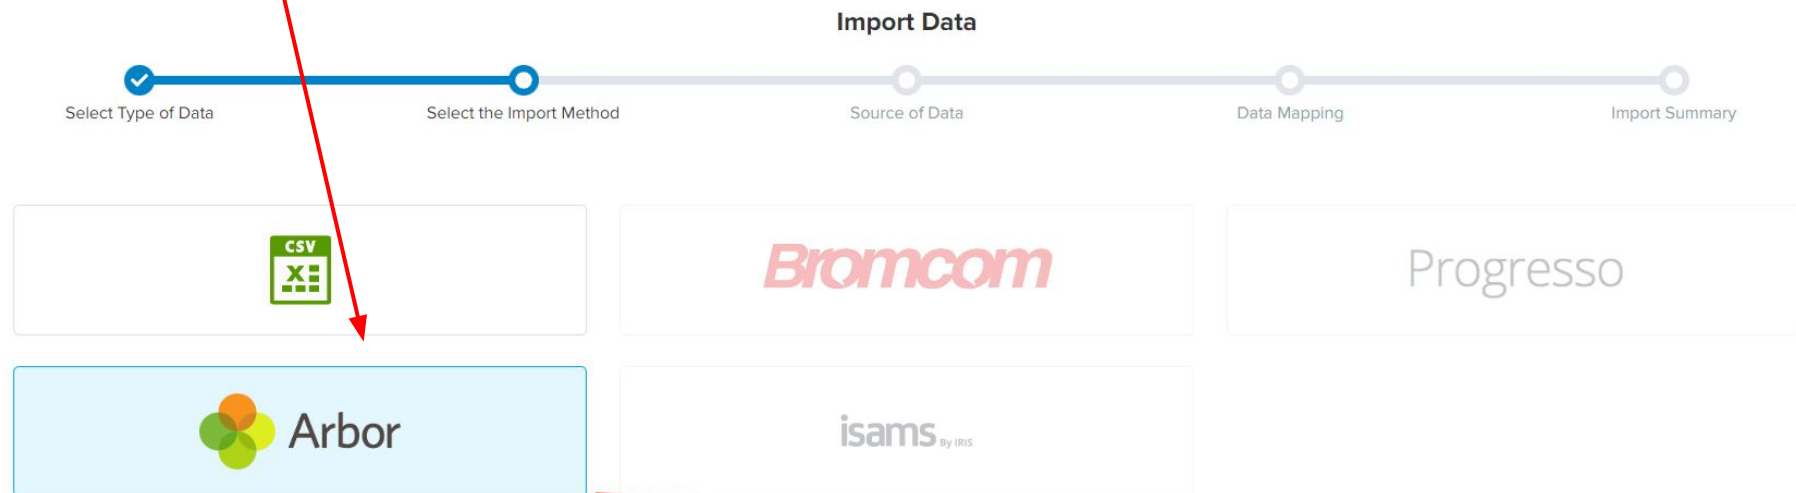 Import Data
Select Type of Data
Select the Import Method
Source of Data
Data Mapping
Import Summary
CSV
X
Bromcom
Progresso
Arbor
isams By IRIS